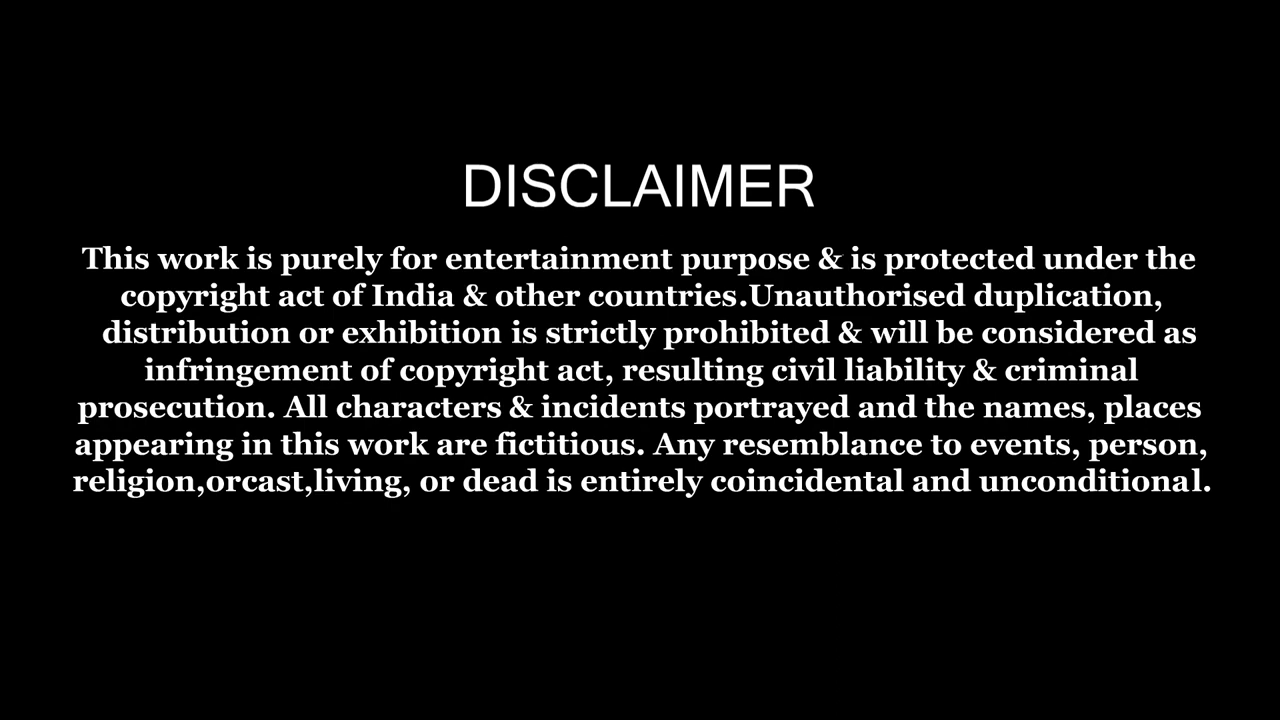 DISCLAIMER
This work is purely for entertainment purpose & is protected under the
copyright act of India & other countries.Unauthorised duplication,
distribution or exhibition is strictly prohibited & will be considered as
infringement of copyright act, resulting civil liability & criminal
prosecution. All characters & incidents portrayed and the names, places
appearing in this work are fictitious. Any resemblance to events, person,
religion,orcast,living, or dead is entirely coincidental and unconditional.